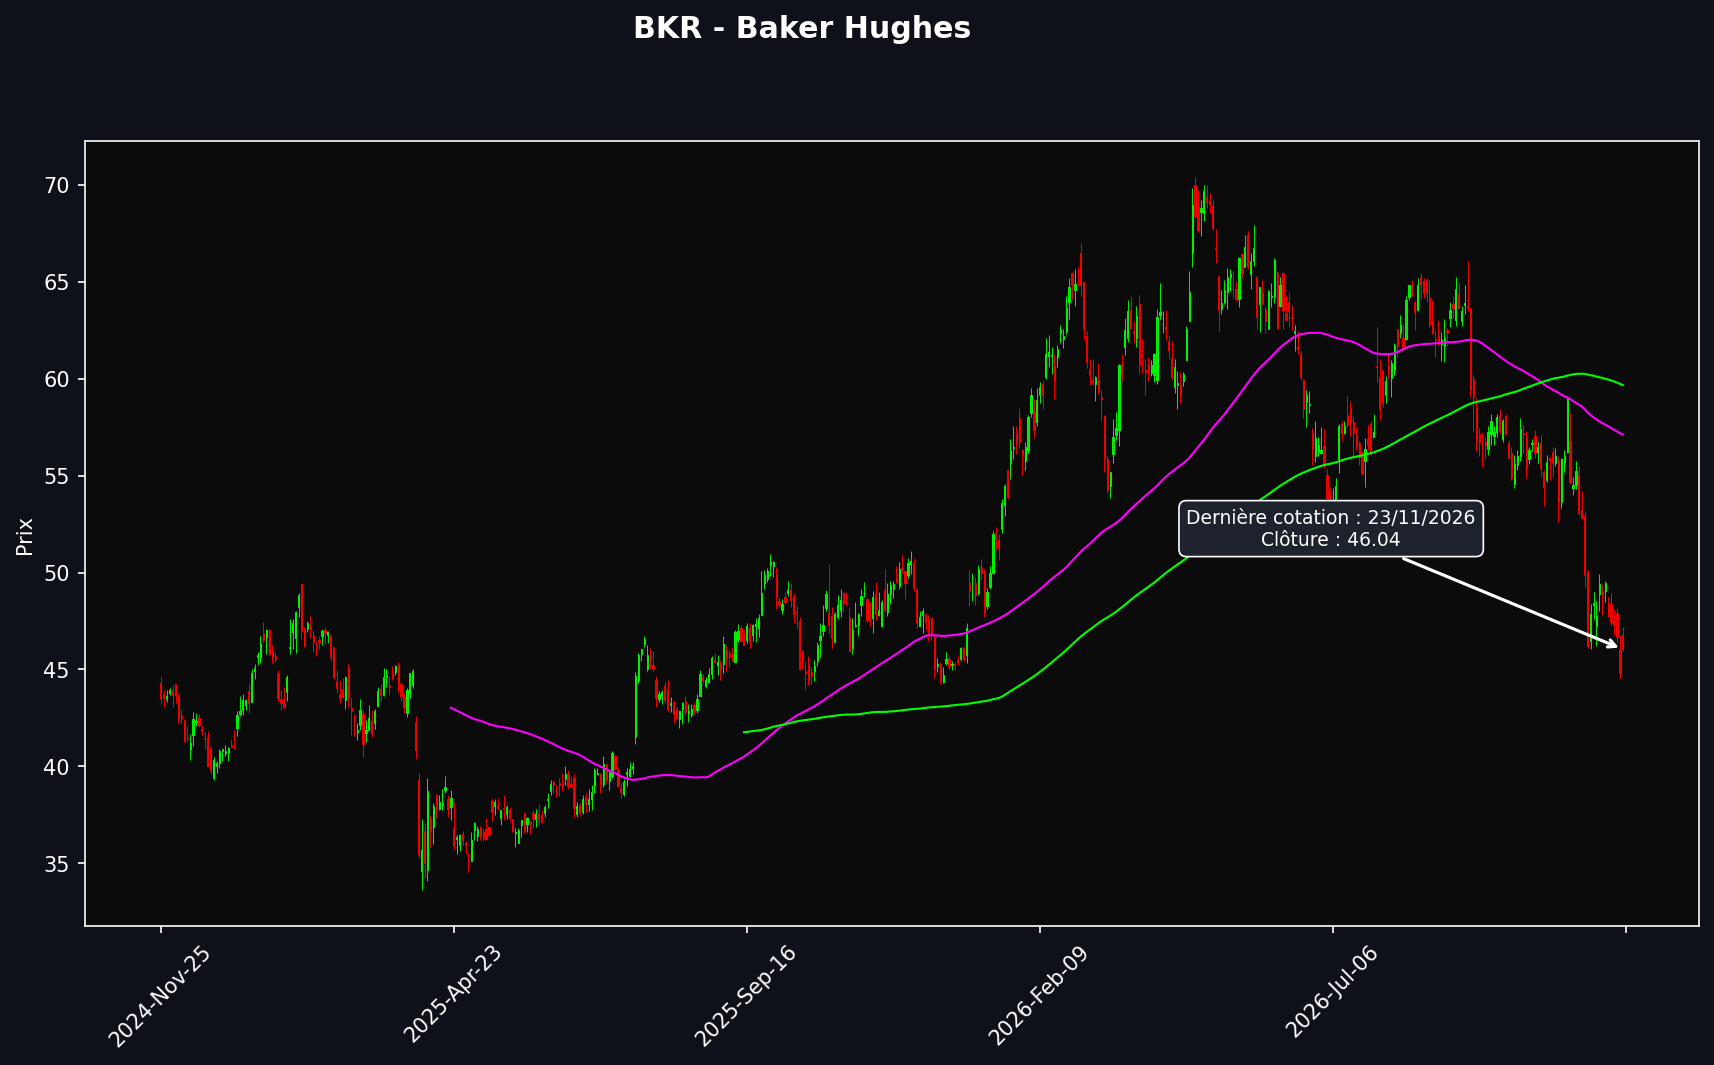 BKR - Baker Hughes
Prix
70
65
60
55
50
45
40
35
Dernière cotation : 23/11/2026
Clôture : 46.04
2024-Nov-25
2025-Apr-23
2025-Sep-16
2026-Feb-09
2026-Jul-06